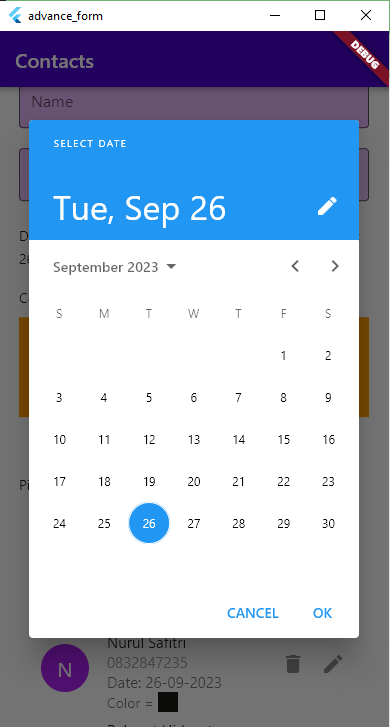 advance_form
Contacts
DEBUG
Name
SELECT DATE
Tue, Sep 26
September 2023
S M T W T F S
1 2
3 4 5 6 7 8 9
10 11 12 13 14 15 16
17 18 19 20 21 22 23
24 25 26 27 28 29 30
CANCEL OK
Nurul Safitri
N
0832847235
Date: 26-09-2023
Color =